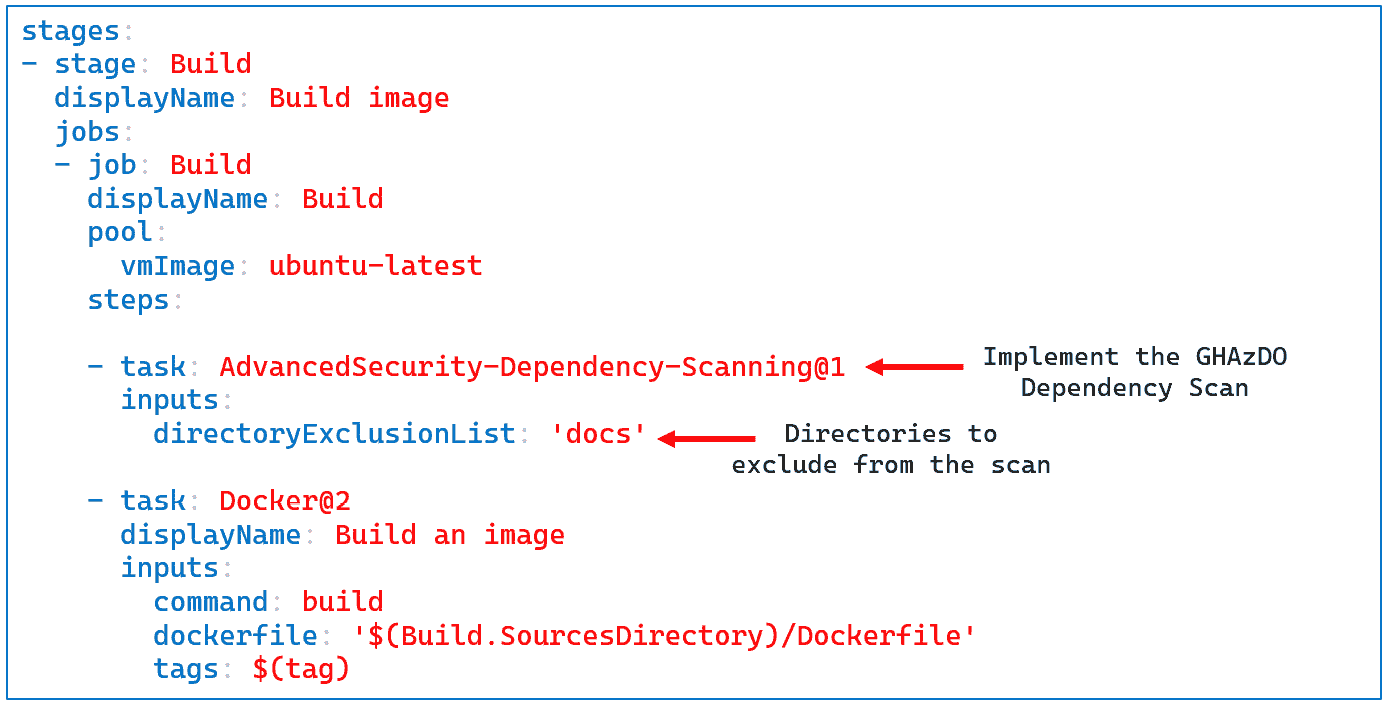 stages:
- stage: Build
  displayName: Build image
  jobs:
  - job: Build
    displayName: Build
    pool:
      vmImage: ubuntu-latest
    steps:
    - task: AdvancedSecurity-Dependency-Scanning@1
Implement the GHAzDO
Dependency Scan
      inputs:
        directoryExclusionList: 'docs'
Directories to
exclude from the scan
    - task: Docker@2
      displayName: Build an image
      inputs:
        command: build
        dockerfile: '$(Build.SourcesDirectory)/Dockerfile'
        tags: $(tag)